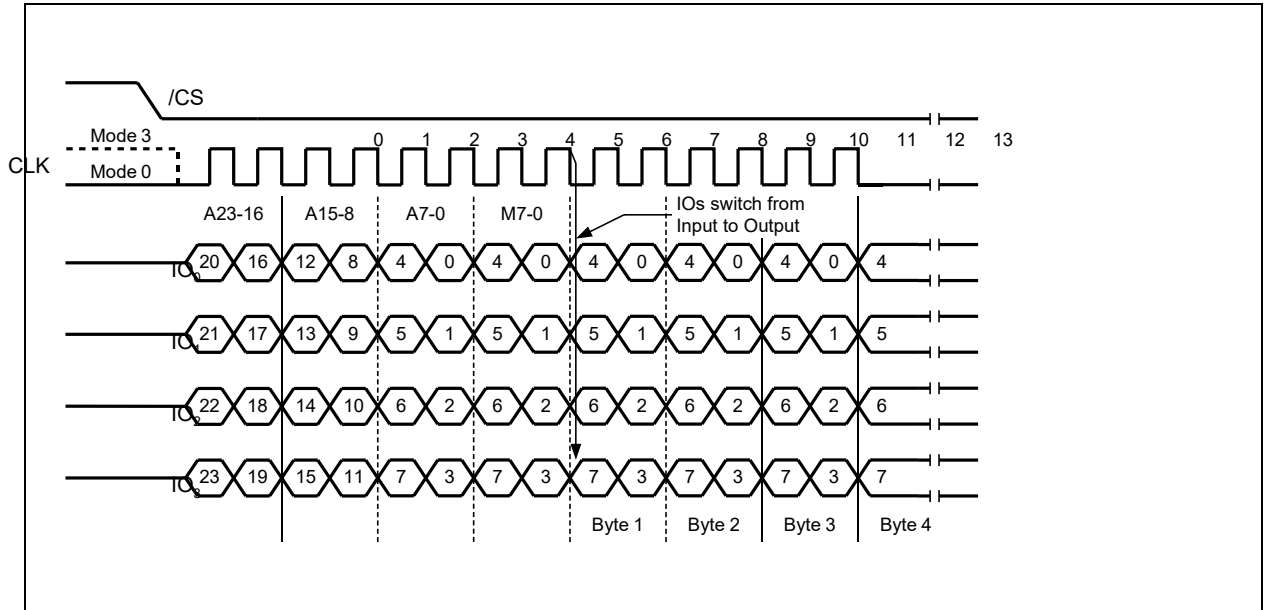 /CS
Mode 3
0 1 2 3 4 5 6 7 8 9 10 11 12 13
CLK
Mode 0
A23-16 A15-8 A7-0 M7-0
IOs switch from
Input to Output
IO0 20 16 12 8 4 0 4 0 4 0 4 0 4 0 4
IO1 21 17 13 9 5 1 5 1 5 1 5 1 5 1 5
IO2 22 18 14 10 6 2 6 2 6 2 6 2 6 2 6
IO3 23 19 15 11 7 3 7 3 7 3 7 3 7 3 7
Byte 1 Byte 2 Byte 3 Byte 4